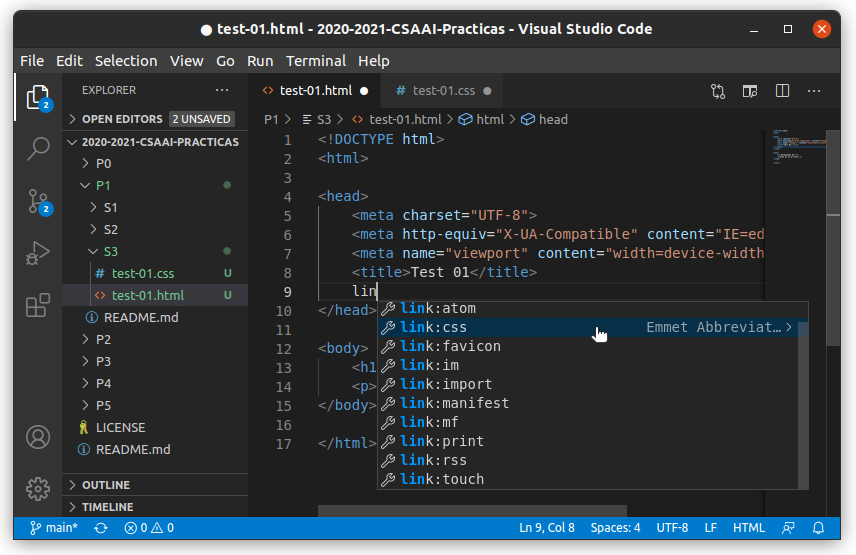 test-01.html - 2020-2021-CSAAI-Practicas - Visual Studio Code
File Edit Selection View Go Run Terminal Help
EXPLORER
OPEN EDITORS 2 UNSAVED
2020-2021-CSAAI-PRACTICAS
P0
P1
S1
S2
S3
test-01.css U
test-01.html U
README.md
P2
P3
P4
P5
LICENSE
README.md
OUTLINE
TIMELINE
2
2
test-01.html
# test-01.css
P1 > S3 > test-01.html > html > head
1 <!DOCTYPE html>
2 <html>
3
4 <head>
5 <meta charset="UTF-8">
6 <meta http-equiv="X-UA-Compatible" content="IE=ed
7 <meta name="viewport" content="width=device-width
8 <title>Test 01</title>
9 lin
10 </head>
11
12 <body>
13 <h1
14 <p>
15 </body>
16
17 </html>
link:atom
link:css Emmet Abbreviat… >
link:favicon
link:im
link:import
link:manifest
link:mf
link:print
link:rss
link:touch
main* 0 0 Ln 9, Col 8 Spaces: 4 UTF-8 LF HTML